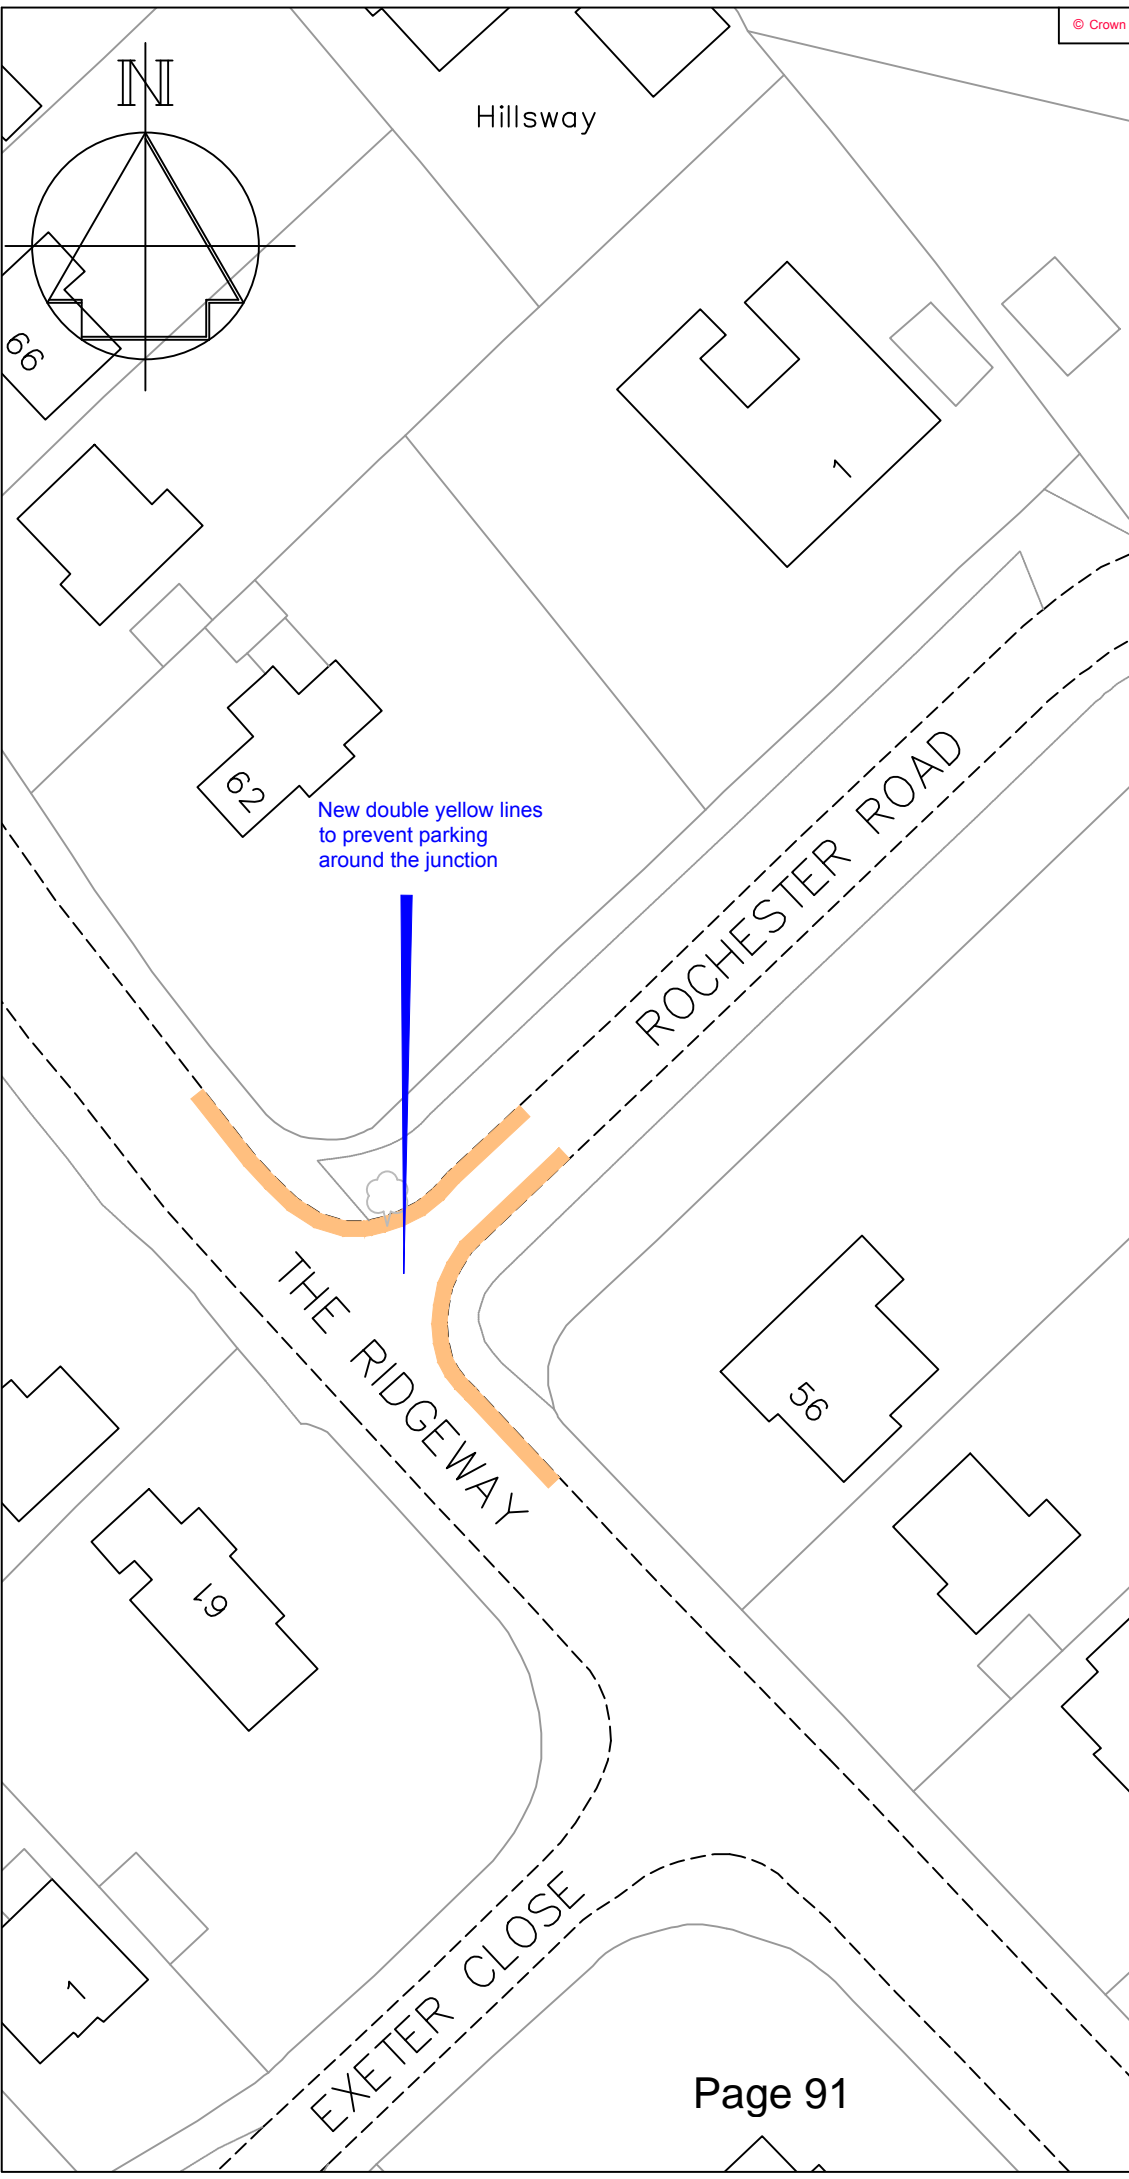 © Crown
N
Hillsway
66
1
62
New double yellow lines
to prevent parking
around the junction
ROCHESTER ROAD
THE RIDGEWAY
56
61
EXETER CLOSE
1
Page 91